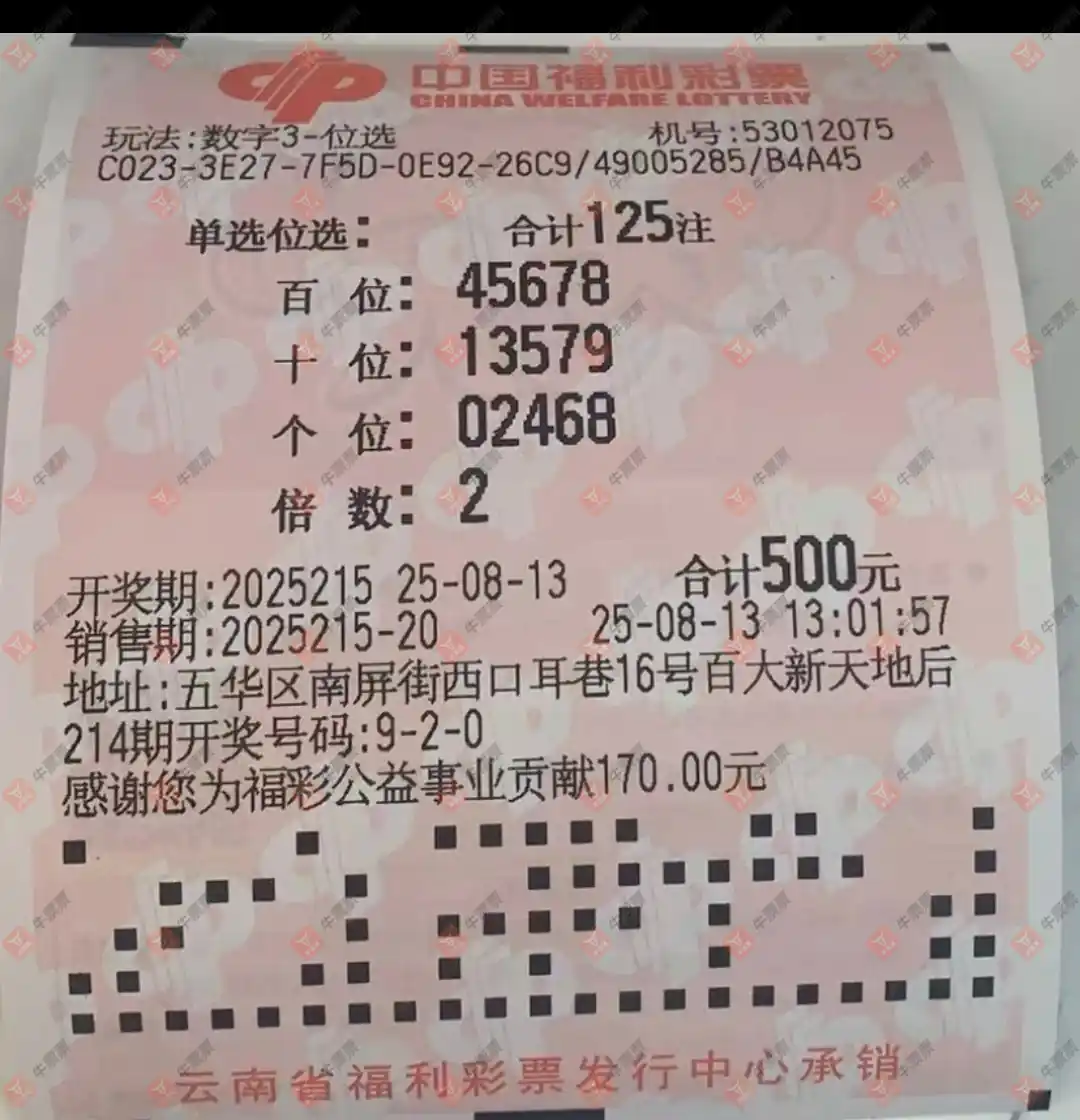 中国福利彩票
CHINA WELFARE LOTTERY
玩法:数字3-位选 机号:53012075
C023-3E27-7F5D-0E92-26C9/49005285/B4A45
单选位选: 合计125注
百 位: 45678
十 位: 13579
个 位: 02468
倍 数: 2
开奖期:2025215 25-08-13 合计500元
销售期:2025215-20 25-08-13 13:01:57
地址:五华区南屏街西口耳巷16号百大新天地后
214期开奖号码:9-2-0
感谢您为福彩公益事业贡献170.00元
云南省福利彩票发行中心承销
牛票票